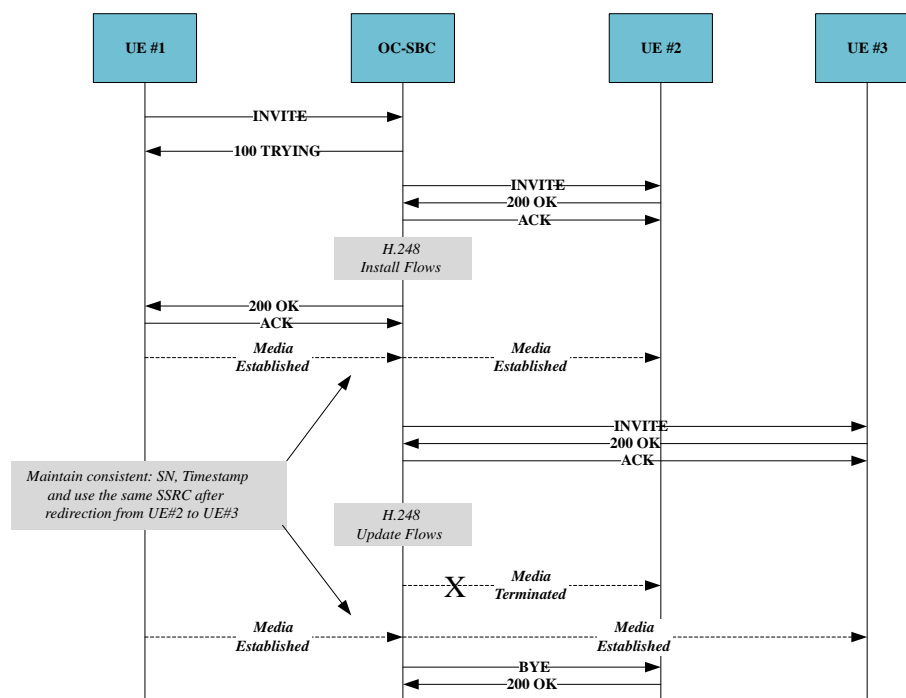 UE #1
OC-SBC
UE #2
UE #3
INVITE
100 TRYING
INVITE
200 OK
ACK
H.248
Install Flows
200 OK
ACK
Media
Established
Media
Established
INVITE
200 OK
ACK
Maintain consistent: SN, Timestamp
and use the same SSRC after
redirection from UE#2 to UE#3
H.248
Update Flows
X
Media
Terminated
Media
Established
Media
Established
BYE
200 OK